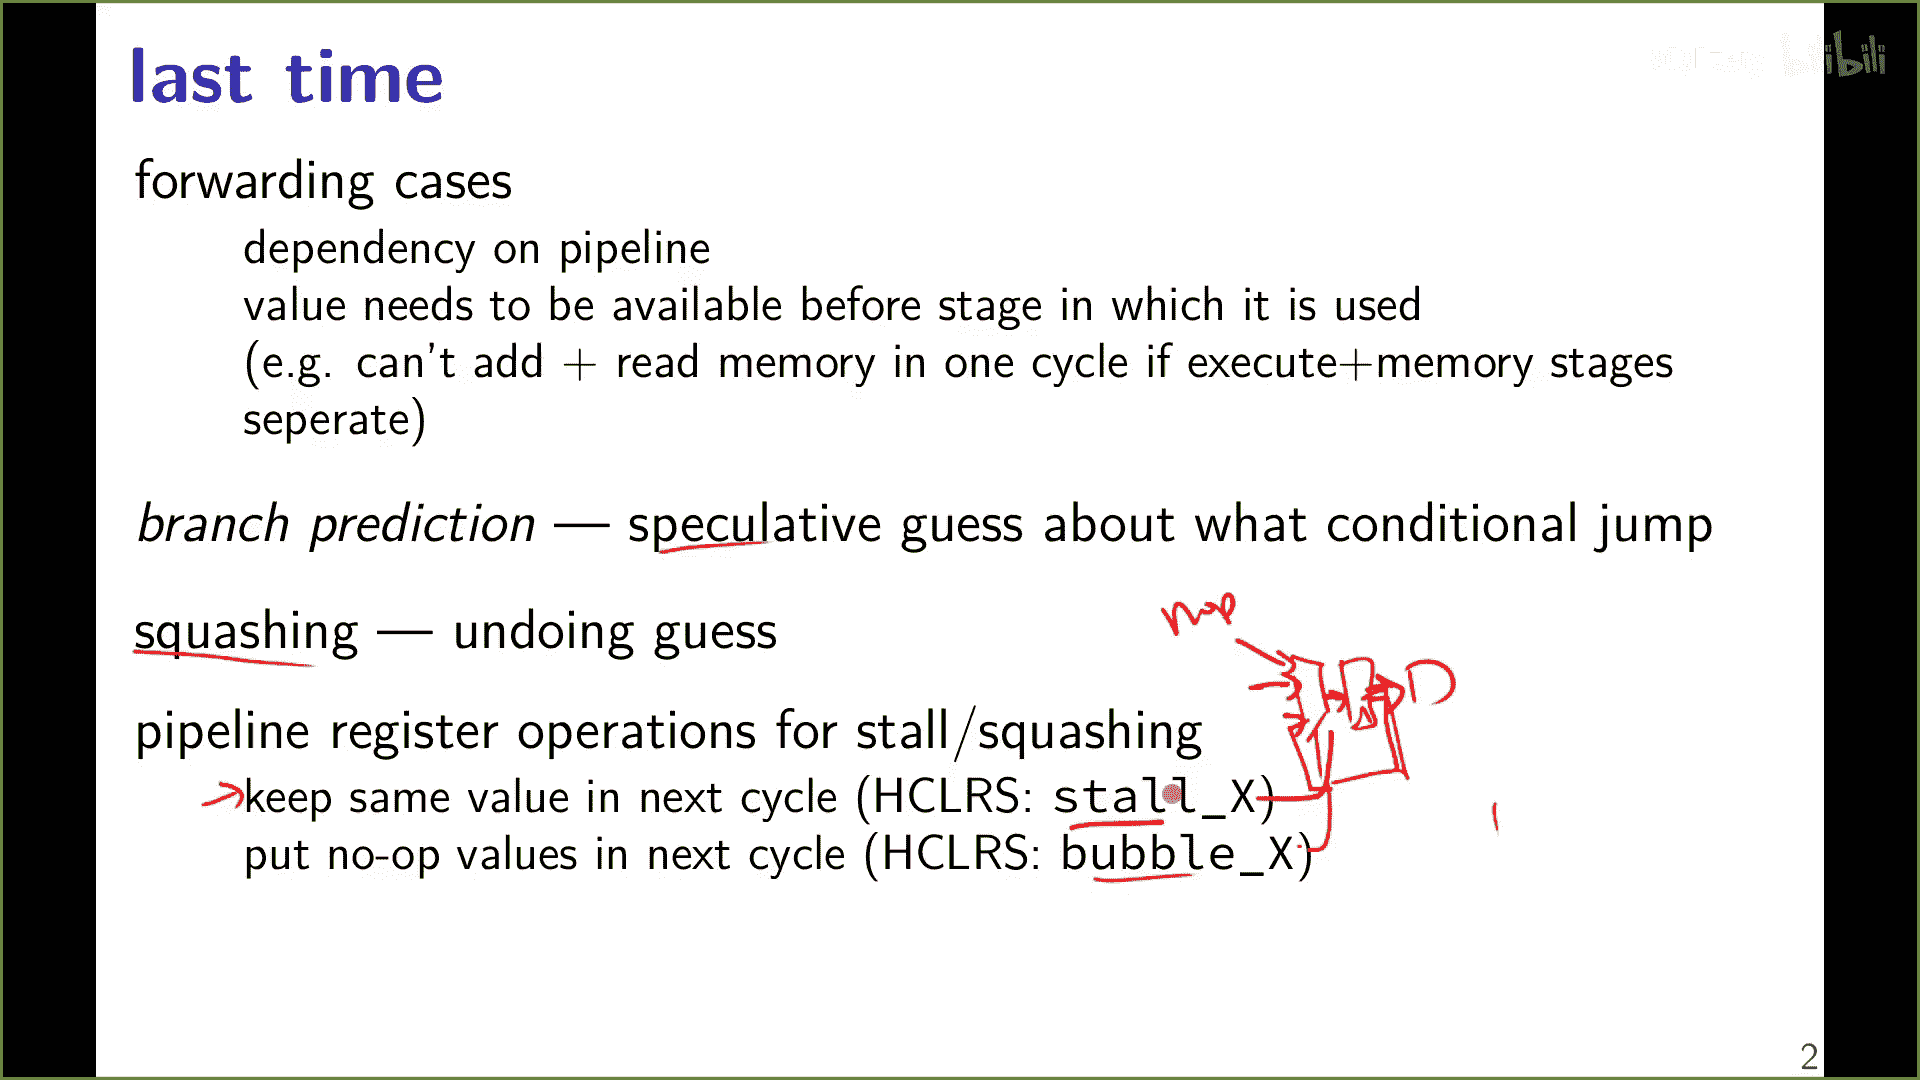 last time
forwarding cases
dependency on pipeline
value needs to be available before stage in which it is used
(e.g. can't add + read memory in one cycle if execute+memory stages
seperate)
branch prediction — speculative guess about what conditional jump
squashing — undoing guess
nop
D
pipeline register operations for stall/squashing
keep same value in next cycle (HCLRS: stall_X)
put no-op values in next cycle (HCLRS: bubble_X)
2
bilibili